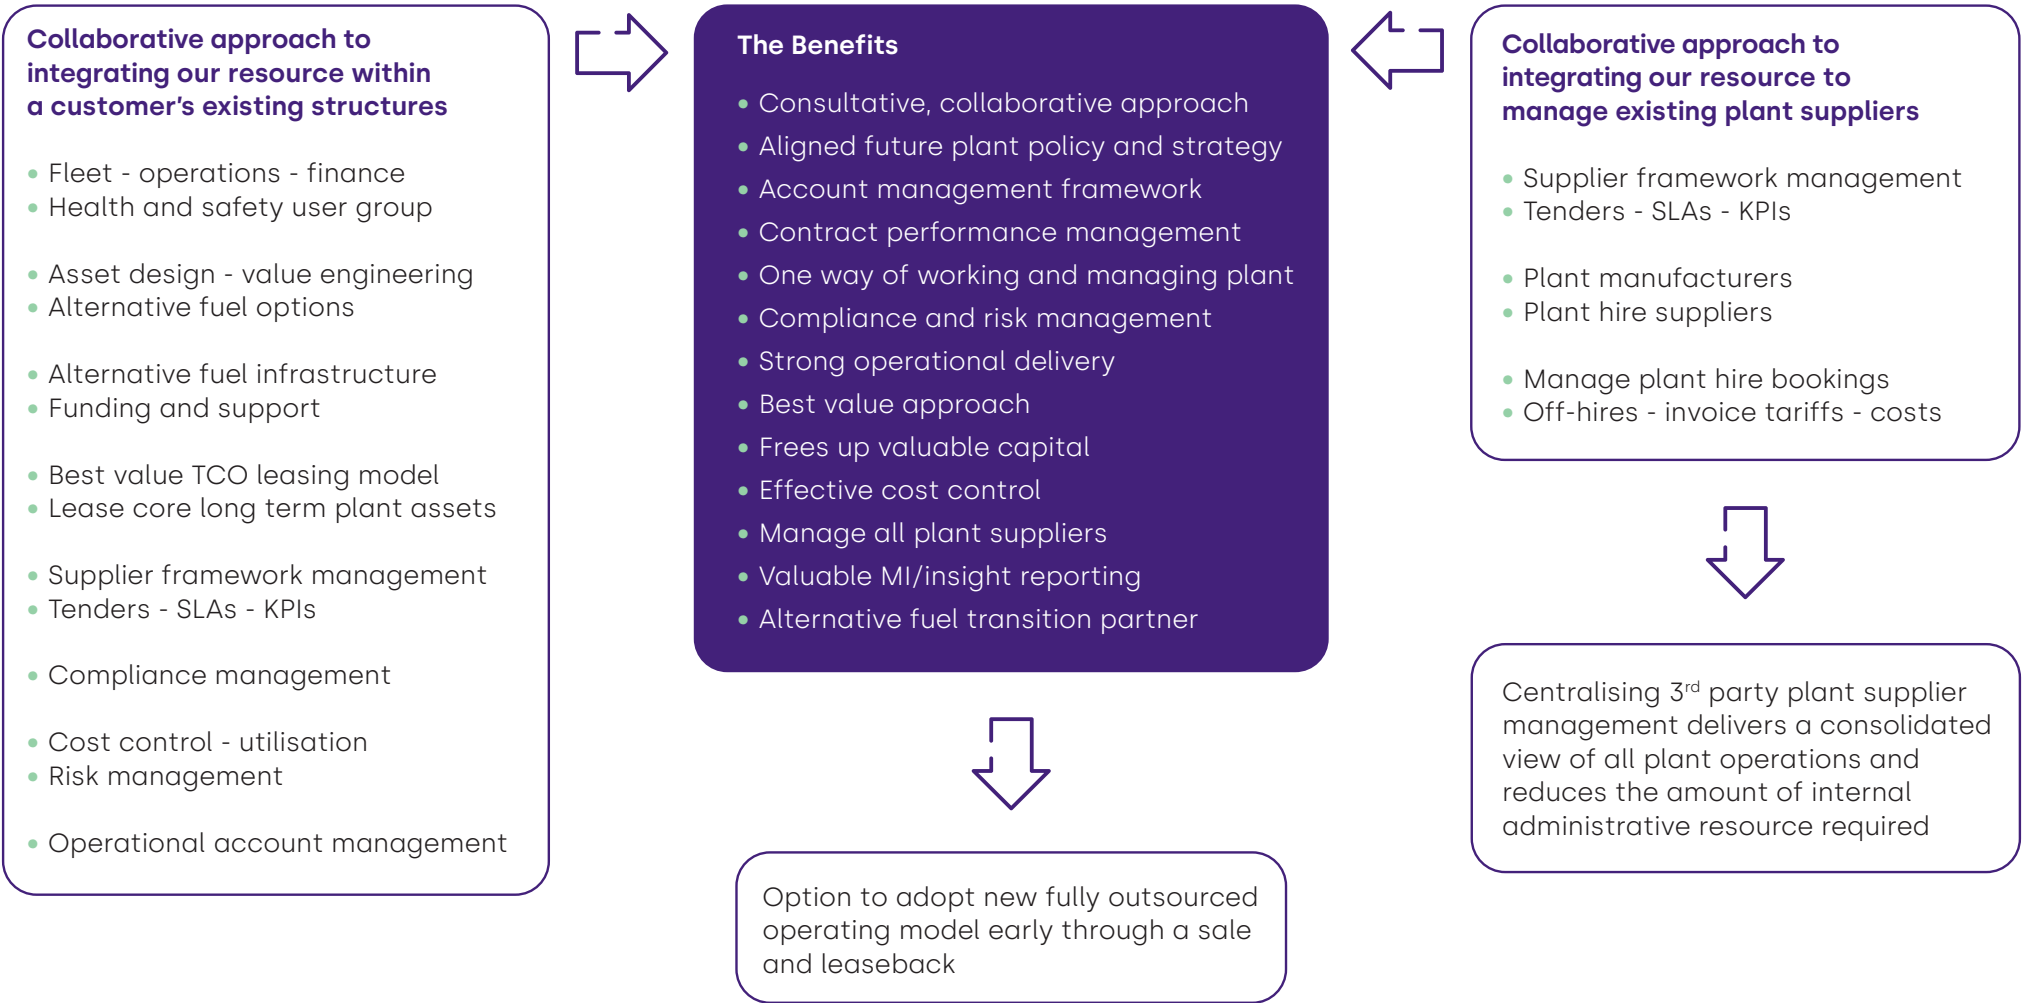 Collaborative approach to
integrating our resource within
a customer's existing structures
• Fleet - operations - finance
• Health and safety user group
• Asset design - value engineering
• Alternative fuel options
• Alternative fuel infrastructure
• Funding and support
• Best value TCO leasing model
• Lease core long term plant assets
• Supplier framework management
• Tenders - SLAs - KPIs
• Compliance management
• Cost control - utilisation
• Risk management
• Operational account management
The Benefits
• Consultative, collaborative approach
• Aligned future plant policy and strategy
• Account management framework
• Contract performance management
• One way of working and managing plant
• Compliance and risk management
• Strong operational delivery
• Best value approach
• Frees up valuable capital
• Effective cost control
• Manage all plant suppliers
• Valuable MI/insight reporting
• Alternative fuel transition partner
Option to adopt new fully outsourced
operating model early through a sale
and leaseback
Collaborative approach to
integrating our resource to
manage existing plant suppliers
• Supplier framework management
• Tenders - SLAs - KPIs
• Plant manufacturers
• Plant hire suppliers
• Manage plant hire bookings
• Off-hires - invoice tariffs - costs
Centralising 3rd party plant supplier
management delivers a consolidated
view of all plant operations and
reduces the amount of internal
administrative resource required